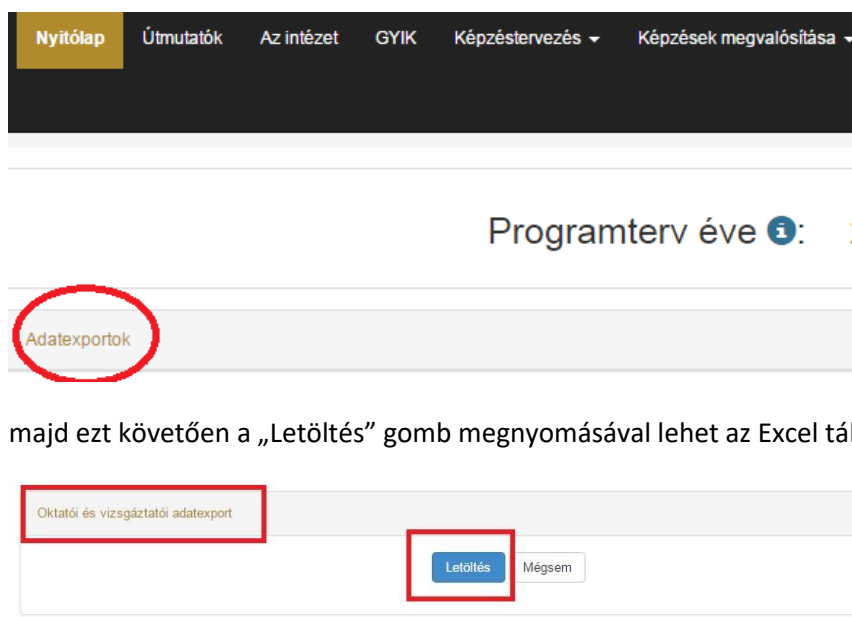 Nyitólap Útmutatók Az intézet GYIK Képzéstervezés Képzések megvalósítása
Programterv éve i:
Adatexportok
majd ezt követően a „Letöltés” gomb megnyomásával lehet az Excel
Oktatói és vizsgáztatói adatexport
Letöltés Mégsem